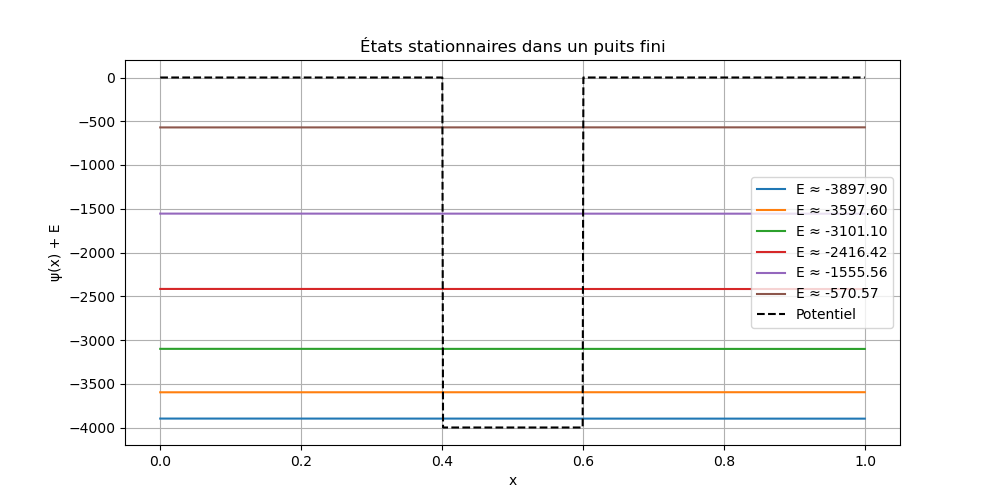 États stationnaires dans un puits fini
0
−500
−1000
−1500
−2000
−2500
−3000
−3500
−4000
ψ(x) + E
E ≈ -3897.90
E ≈ -3597.60
E ≈ -3101.10
E ≈ -2416.42
E ≈ -1555.56
E ≈ -570.57
Potentiel
0.0
0.2
0.4
0.6
0.8
1.0
x